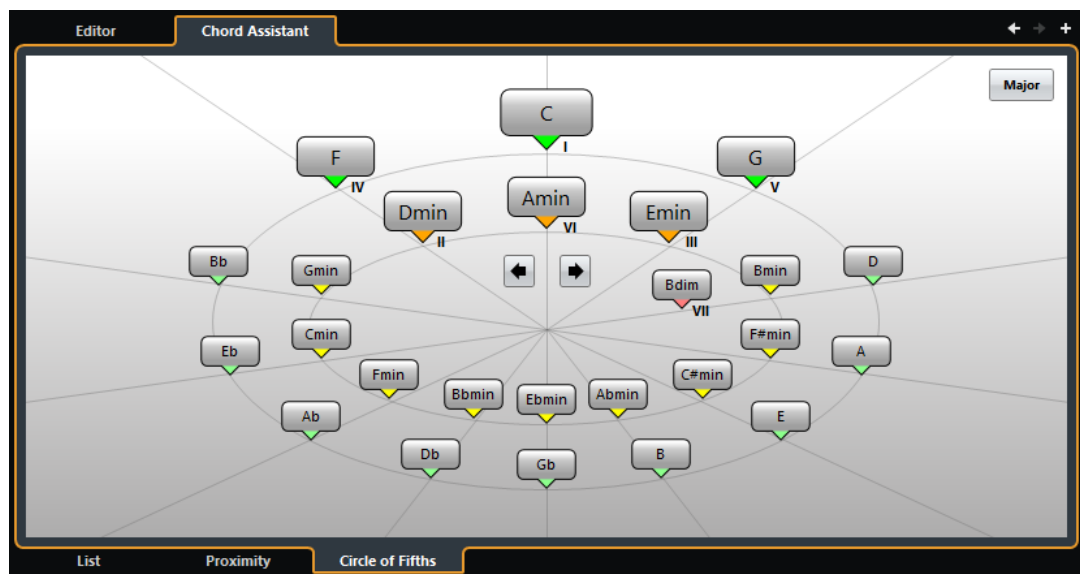 Editor
Chord Assistant
Major
C
I
F
IV
G
V
Amin
VI
Dmin
II
Emin
III
Bb
Gmin
Bdim
VII
Bmin
D
Eb
Cmin
F#min
A
Fmin
C#min
Bbmin
Ebmin
Abmin
Ab
E
Db
Gb
B
List
Proximity
Circle of Fifths